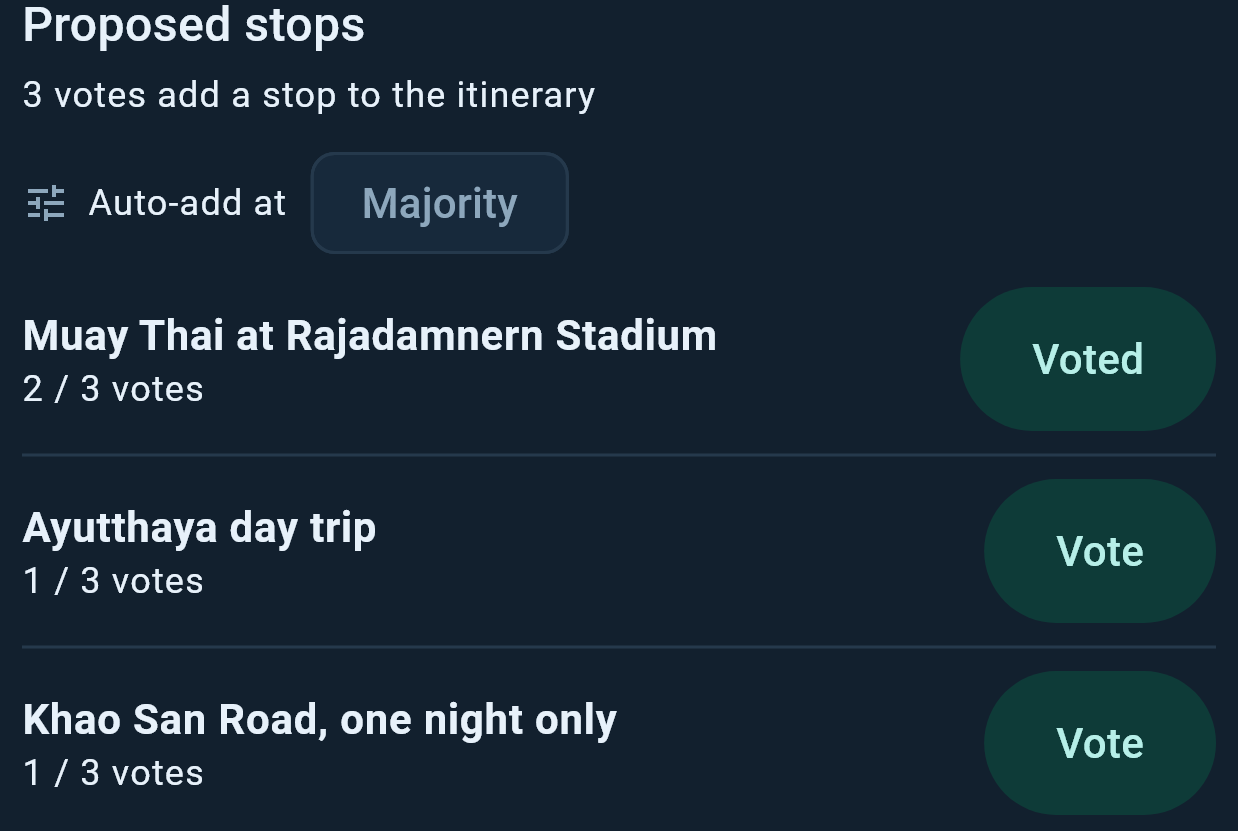 Proposed stops
3 votes add a stop to the itinerary
Auto-add at Majority
Muay Thai at Rajadamnern Stadium
2 / 3 votes
Voted
Ayutthaya day trip
1 / 3 votes
Vote
Khao San Road, one night only
1 / 3 votes
Vote